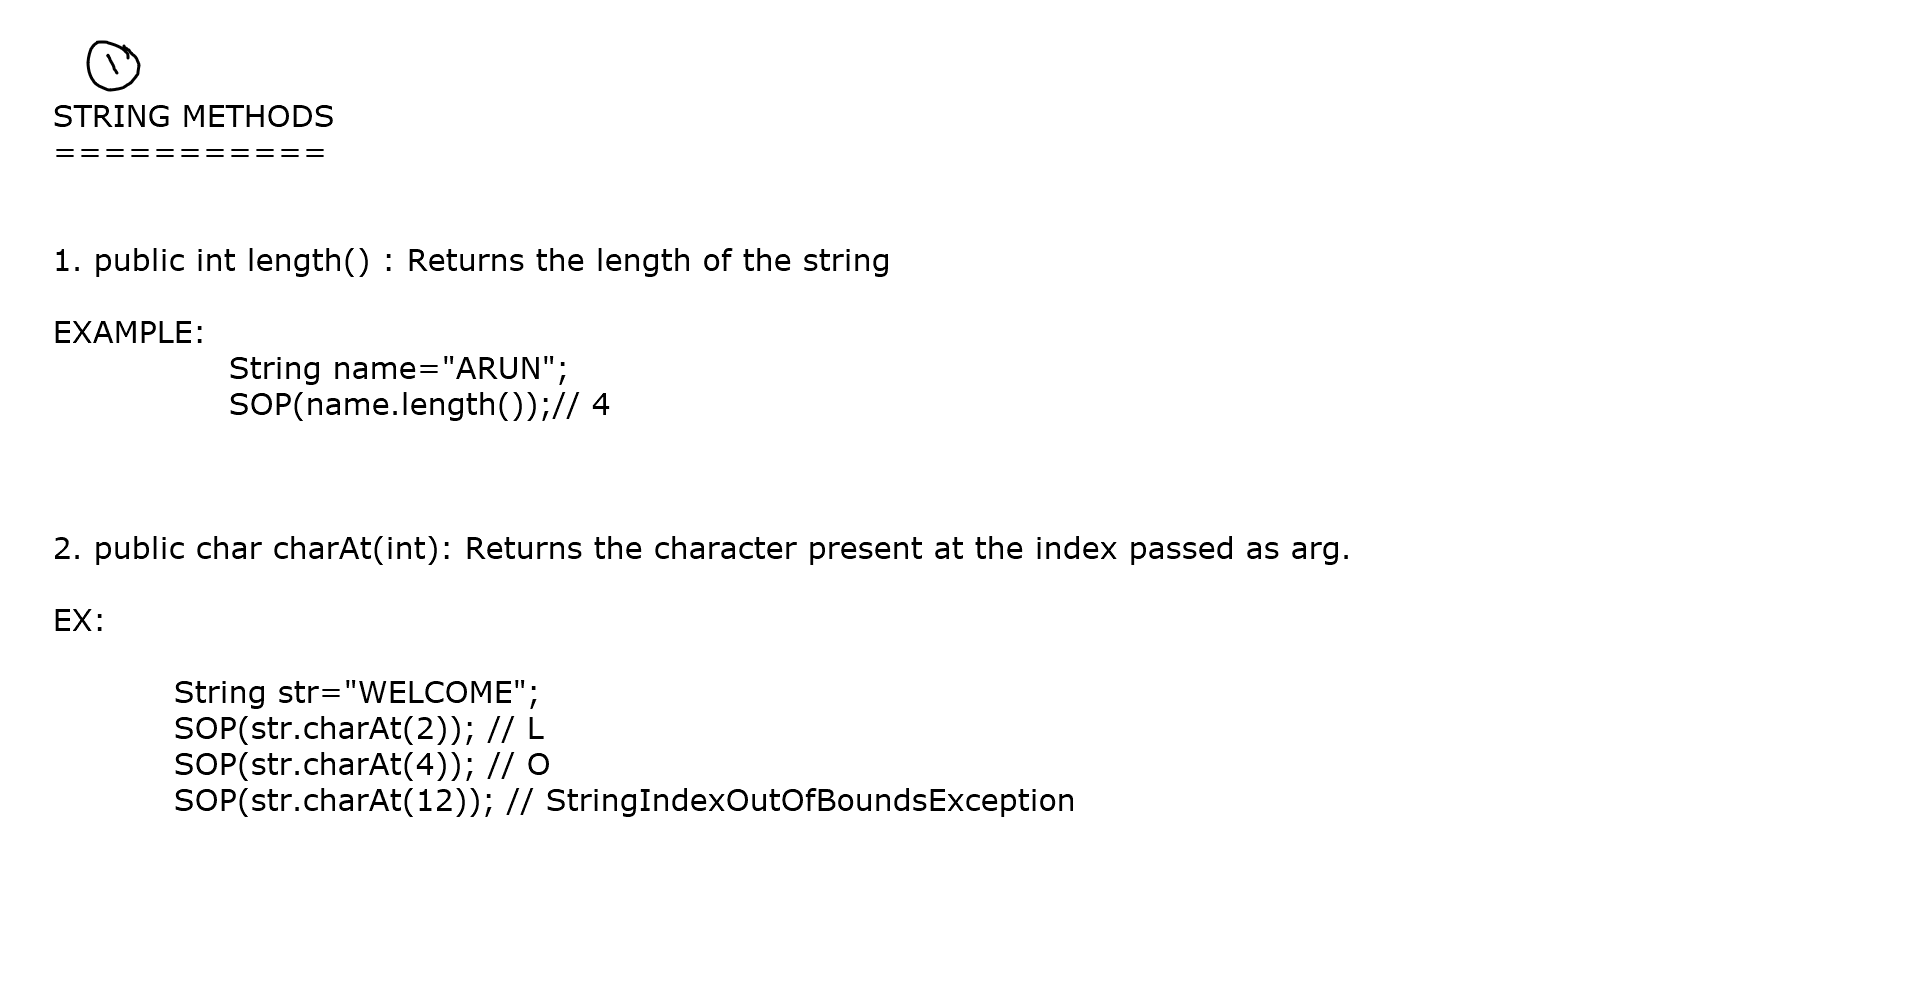 1
STRING METHODS
===========
1. public int length() : Returns the length of the string
EXAMPLE:
String name="ARUN";
SOP(name.length());// 4
2. public char charAt(int): Returns the character present at the index passed as arg.
EX:
String str="WELCOME";
SOP(str.charAt(2)); // L
SOP(str.charAt(4)); // O
SOP(str.charAt(12)); // StringIndexOutOfBoundsException